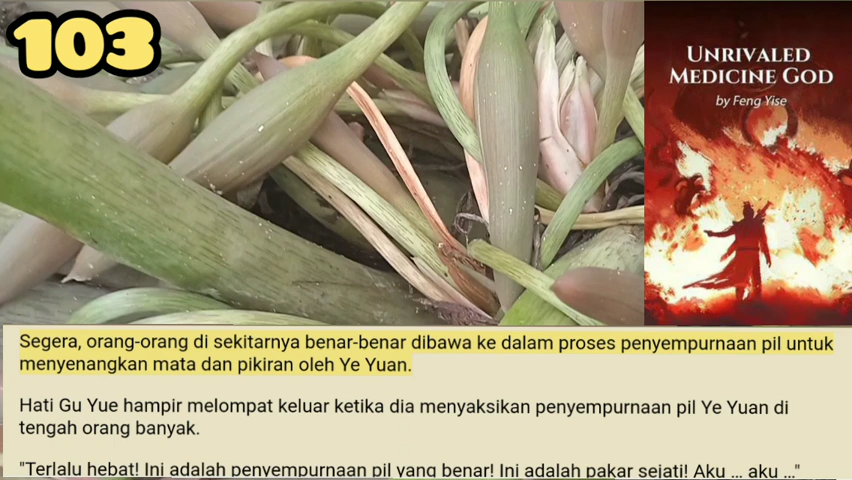 103
UNRIVALED
MEDICINE GOD
by Feng Yise
Segera, orang-orang di sekitarnya benar-benar dibawa ke dalam proses penyempurnaan pil untuk
menyenangkan mata dan pikiran oleh Ye Yuan.
Hati Gu Yue hampir melompat keluar ketika dia menyaksikan penyempurnaan pil Ye Yuan di
tengah orang banyak.
"Terlalu hebat! Ini adalah penyempurnaan pil yang benar! Ini adalah pakar sejati! Aku ... aku ..."